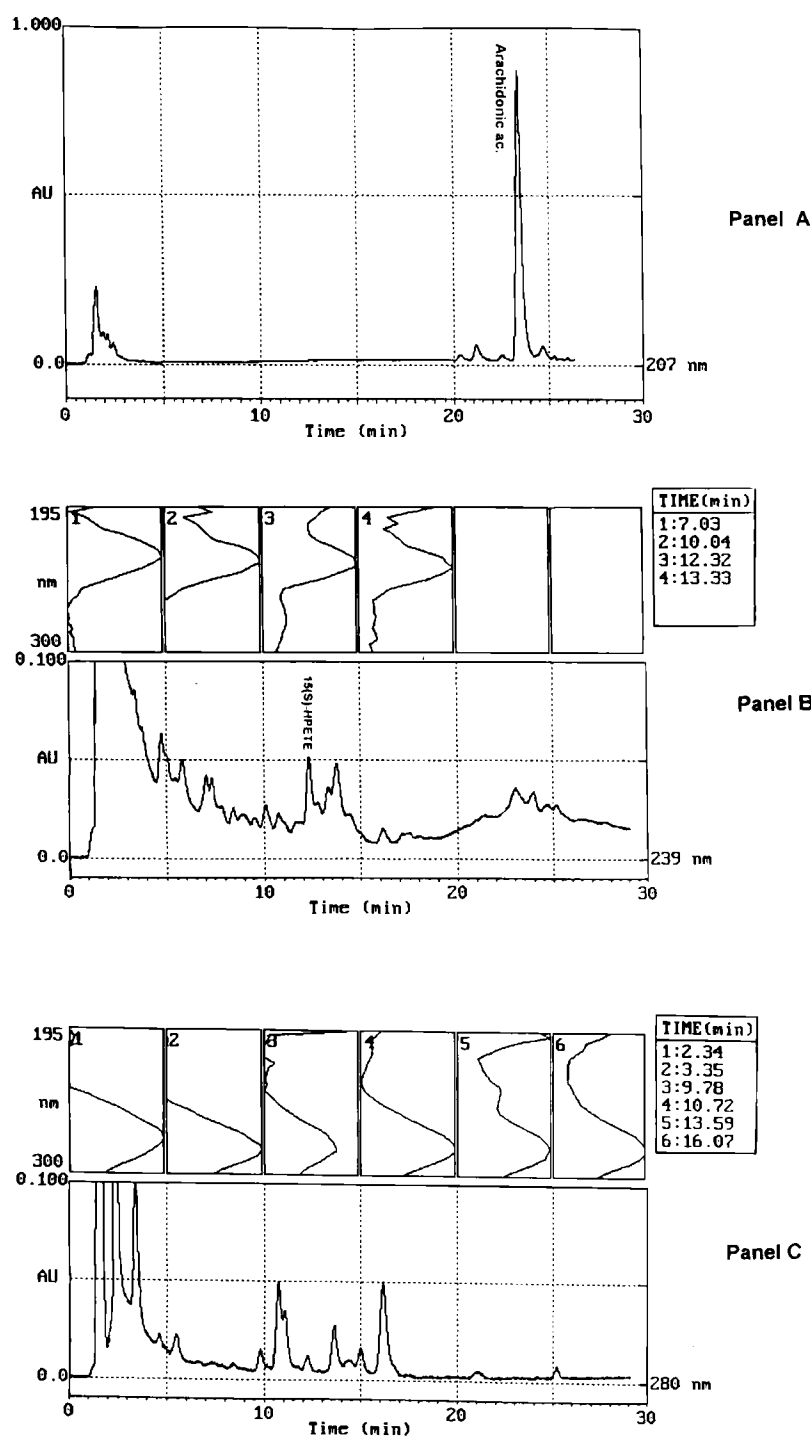 1.000
Arachidonic ac.
AU
Panel A
0.0
207 nm
0 10 20 30
Time (min)
195
nm
300
1 2 3 4
TIME(min)
1:7.03
2:10.04
3:12.32
4:13.33
0.100
15(S)-HPETE
Panel B
AU
0.0
239 nm
0 10 20 30
Time (min)
195
nm
300
1 2 3 4 5 6
TIME(min)
1:2.34
2:3.35
3:9.78
4:10.72
5:13.59
6:16.07
0.100
Panel C
AU
0.0
280 nm
0 10 20 30
Time (min)